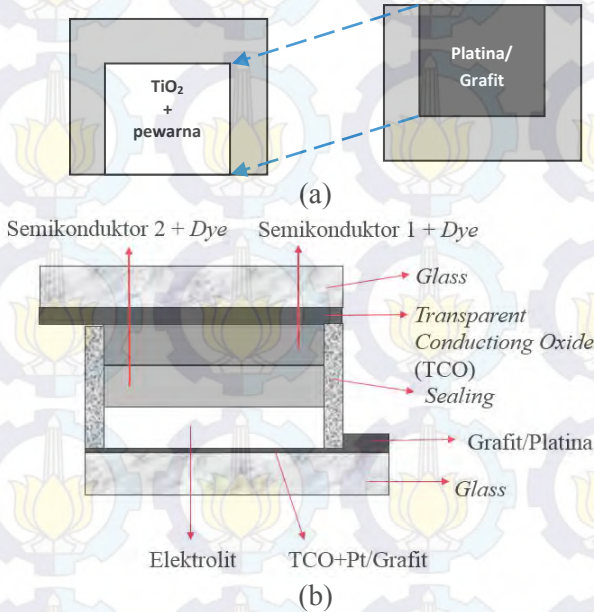 TiO₂
+
pewarna
Platina/
Grafit
(a)
Semikonduktor 2 + Dye
Semikonduktor 1 + Dye
Glass
Transparent
Conductiong Oxide
(TCO)
Sealing
Grafit/Platina
Glass
Elektrolit
TCO+Pt/Grafit
(b)